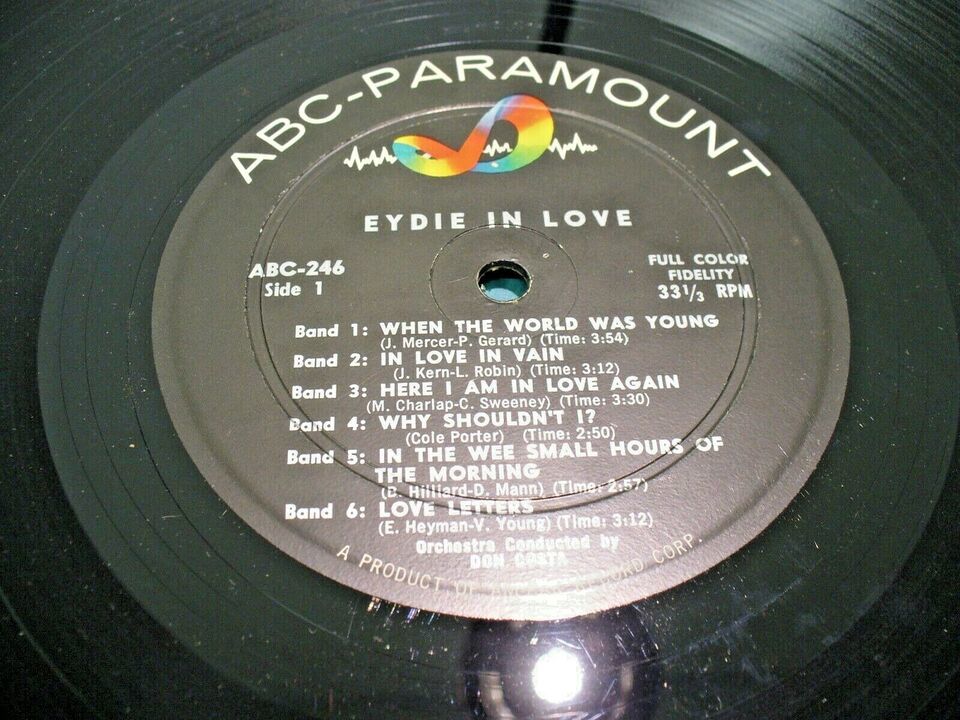 ABC-PARAMOUNT
EYDIE IN LOVE
ABC-246
Side 1
FULL COLOR
FIDELITY
33 1/3 RPM
Band 1: WHEN THE WORLD WAS YOUNG
(J. Mercer-P. Gerard) (Time: 3:54)
Band 2: IN LOVE IN VAIN
(J. Kern-L. Robin) (Time: 3:12)
Band 3: HERE I AM IN LOVE AGAIN
(M. Charlap-C. Sweeney) (Time: 3:30)
Band 4: WHY SHOULDN'T I?
(Cole Porter) (Time: 2:50)
Band 5: IN THE WEE SMALL HOURS OF
THE MORNING
(B. Hilliard-D. Mann) (Time: 2:57)
Band 6: LOVE LETTERS
(E. Heyman-V. Young) (Time: 3:12)
Orchestra Conducted by
DON COSTA
A PRODUCT OF RECORD CORP.